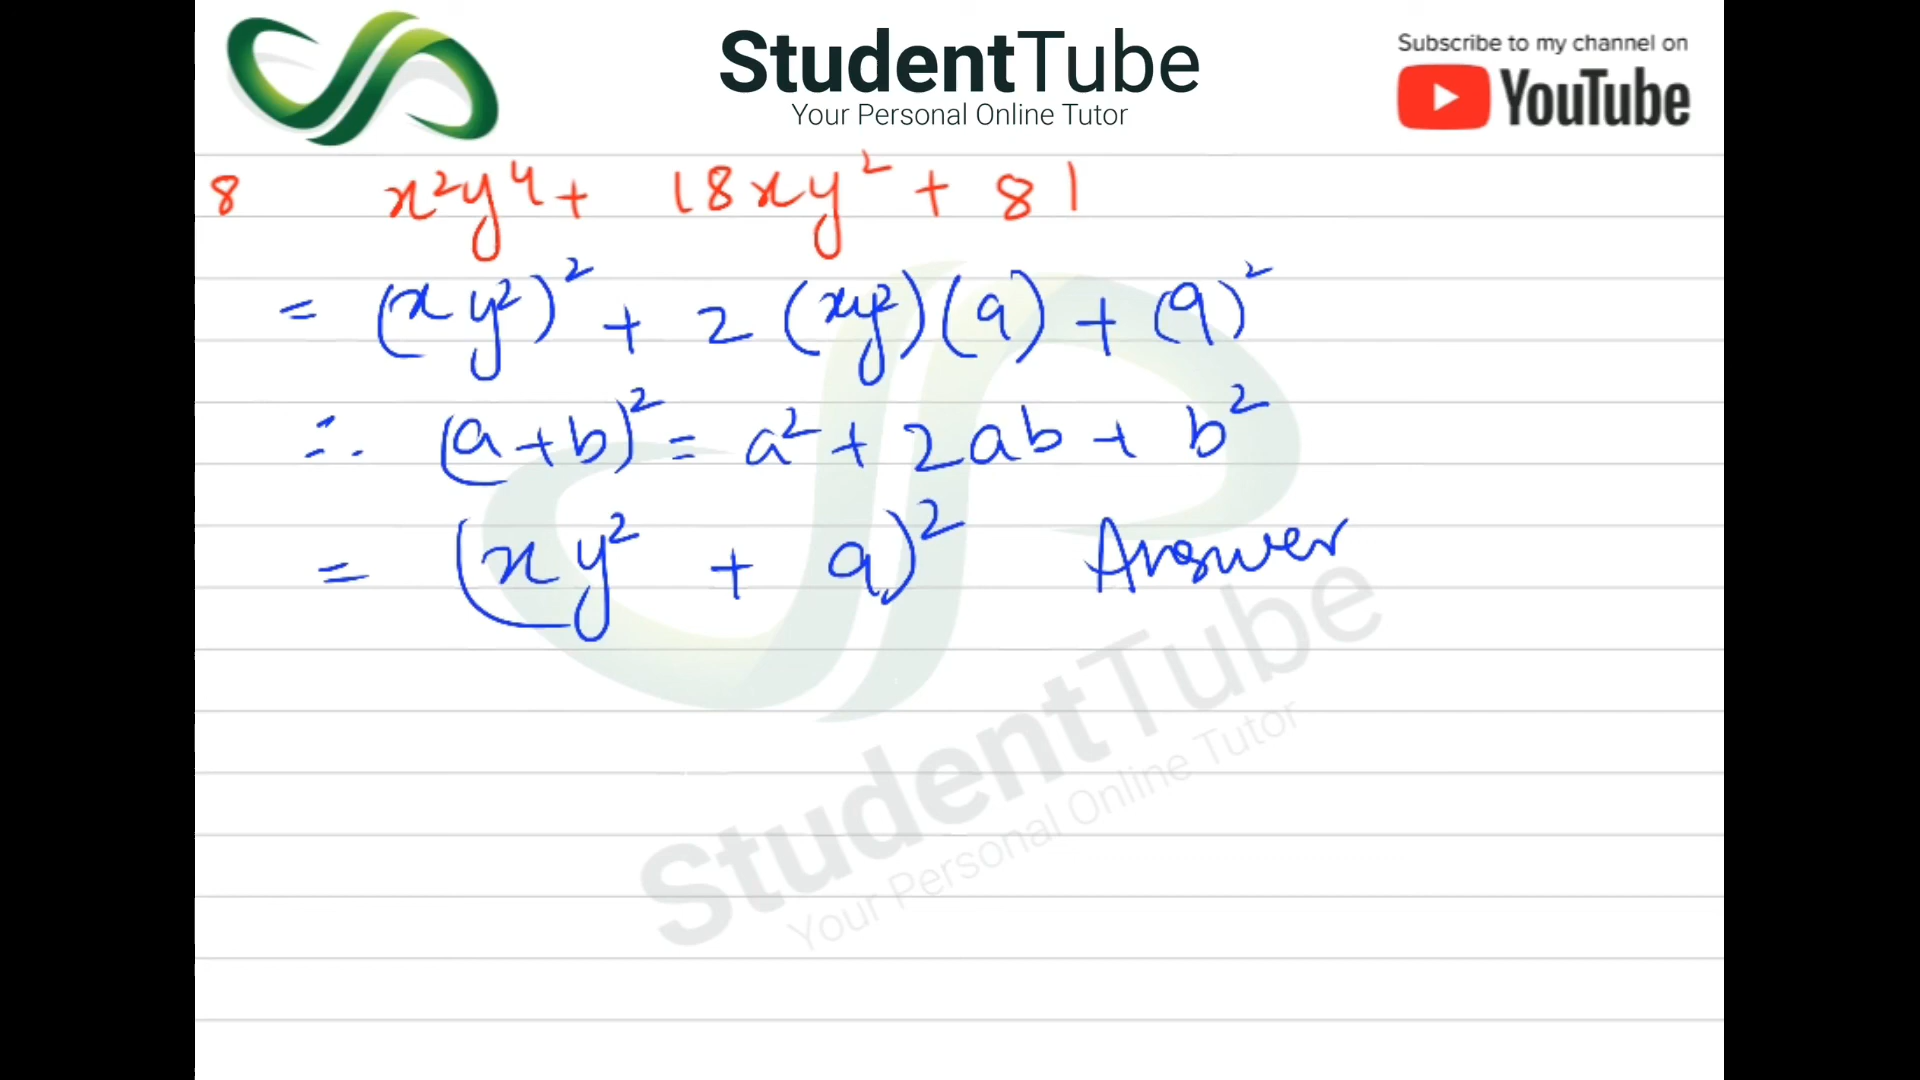 StudentTube
Your Personal Online Tutor
Subscribe to my channel on
YouTube
8 x²y⁴ + 18xy² + 81
= (xy²)² + 2(xy²)(9) + (9)²
∴ (a+b)² = a² + 2ab + b²
= (xy² + 9)² Answer
StudentTube
Your Personal Online Tutor